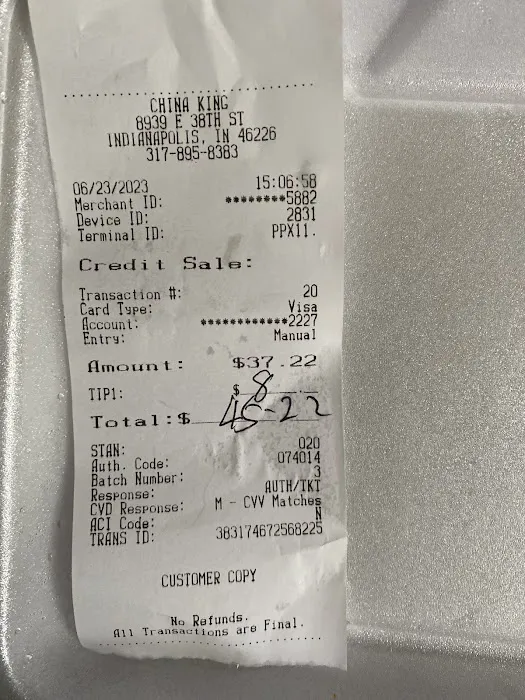 CHINA KING
8939 E 38TH ST
INDIANAPOLIS, IN 46226
317-895-8383
06/23/2023 15:06:58
Merchant ID: ********5882
Device ID: 2831
Terminal ID: PPX11.
Credit Sale:
Transaction #: 20
Card Type: Visa
Account: ************2227
Entry: Manual
Amount: $37.22
TIP1: $ 8
Total:$ 45-22
STAN: 020
Auth. Code: 074014
Batch Number: 3
Response: AUTH/TKT
CVD Response: M - CVV Matches
ACI Code: N
TRANS ID: 383174672568225
CUSTOMER COPY
No Refunds.
All Transactions are Final.